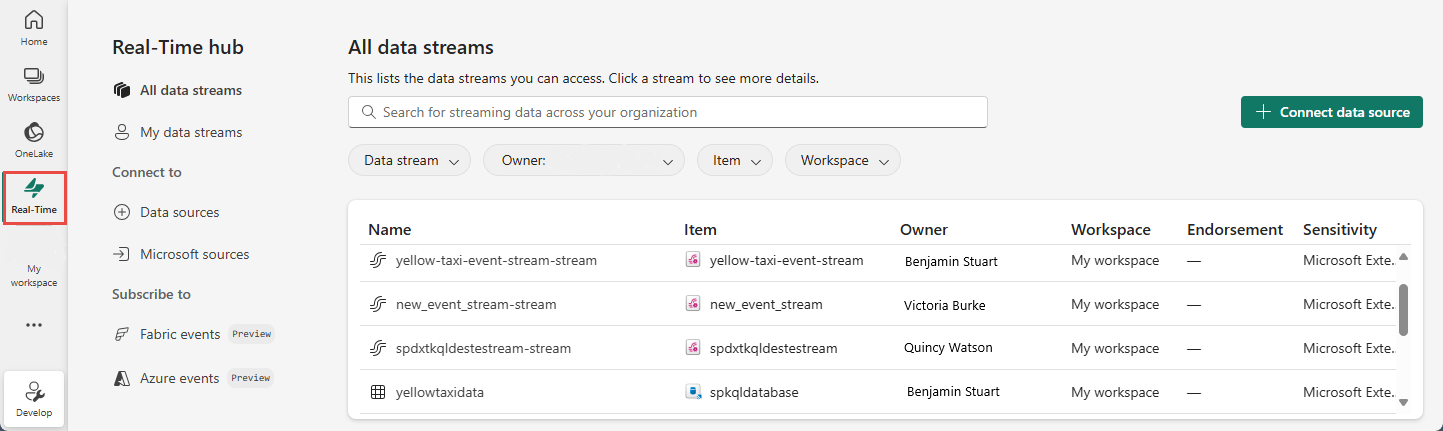 Home
Workspaces
OneLake
Real-Time
My
workspace
Develop
Real-Time hub
All data streams
My data streams
Connect to
Data sources
Microsoft sources
Subscribe to
Fabric events Preview
Azure events Preview
All data streams
This lists the data streams you can access. Click a stream to see more details.
Search for streaming data across your organization
+ Connect data source
Data stream Owner: Item Workspace
Name Item Owner Workspace Endorsement Sensitivity
yellow-taxi-event-stream-stream yellow-taxi-event-stream Benjamin Stuart My workspace — Microsoft Exte..
new_event_stream-stream new_event_stream Victoria Burke My workspace — Microsoft Exte..
spdxtkqldestestream-stream spdxtkqldestestream Quincy Watson My workspace — Microsoft Exte..
yellowtaxidata spkqldatabase Benjamin Stuart My workspace — Microsoft Exte..